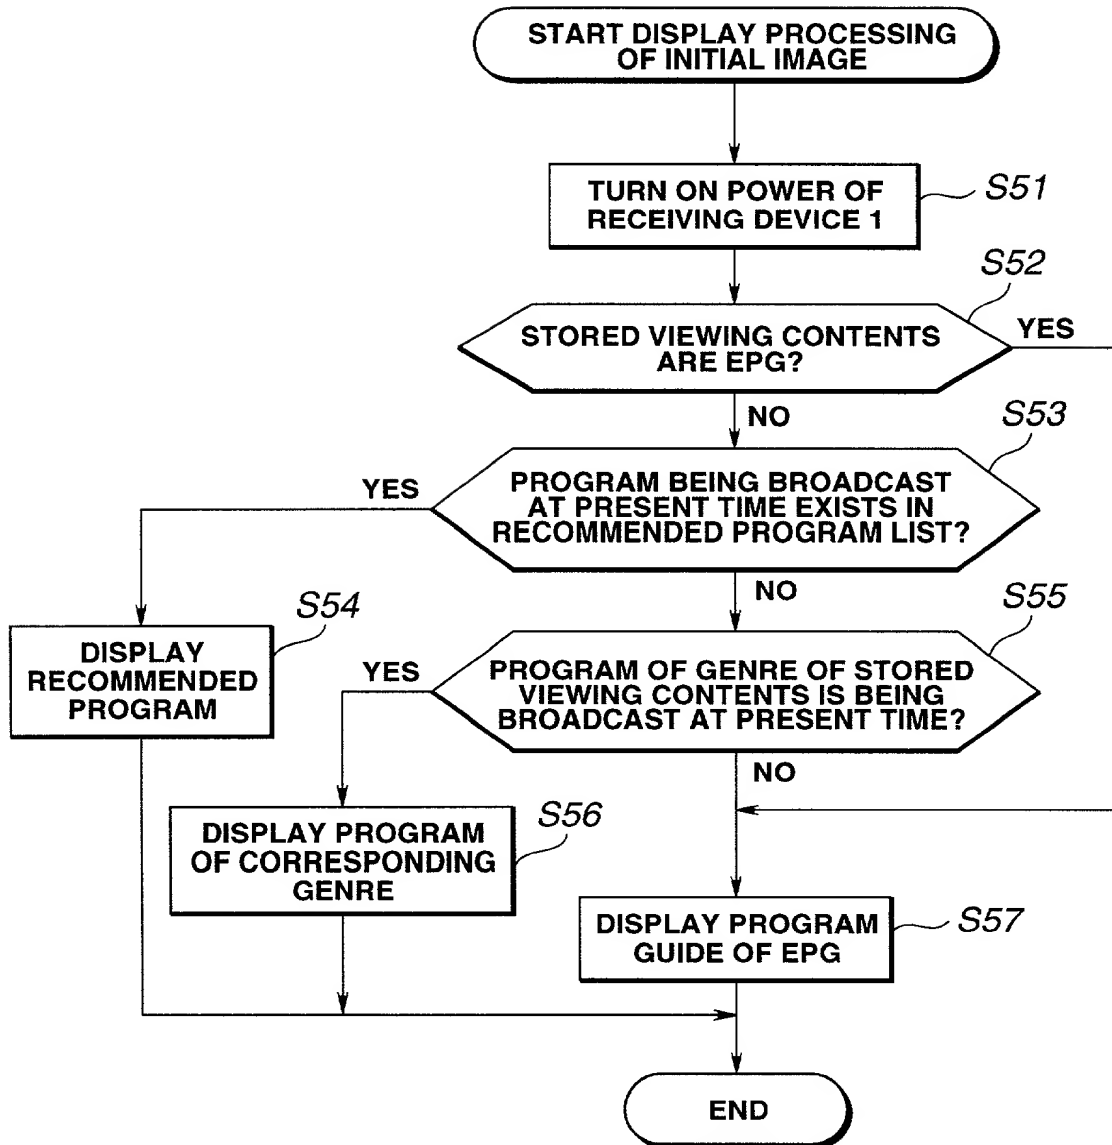 START DISPLAY PROCESSING
OF INITIAL IMAGE
TURN ON POWER OF
RECEIVING DEVICE 1
S51
S52
STORED VIEWING CONTENTS
ARE EPG?
YES
NO
S53
PROGRAM BEING BROADCAST
AT PRESENT TIME EXISTS IN
RECOMMENDED PROGRAM LIST?
YES
NO
S54
DISPLAY
RECOMMENDED
PROGRAM
S55
PROGRAM OF GENRE OF STORED
VIEWING CONTENTS IS BEING
BROADCAST AT PRESENT TIME?
YES
NO
S56
DISPLAY PROGRAM
OF CORRESPONDING
GENRE
DISPLAY PROGRAM
GUIDE OF EPG
S57
END